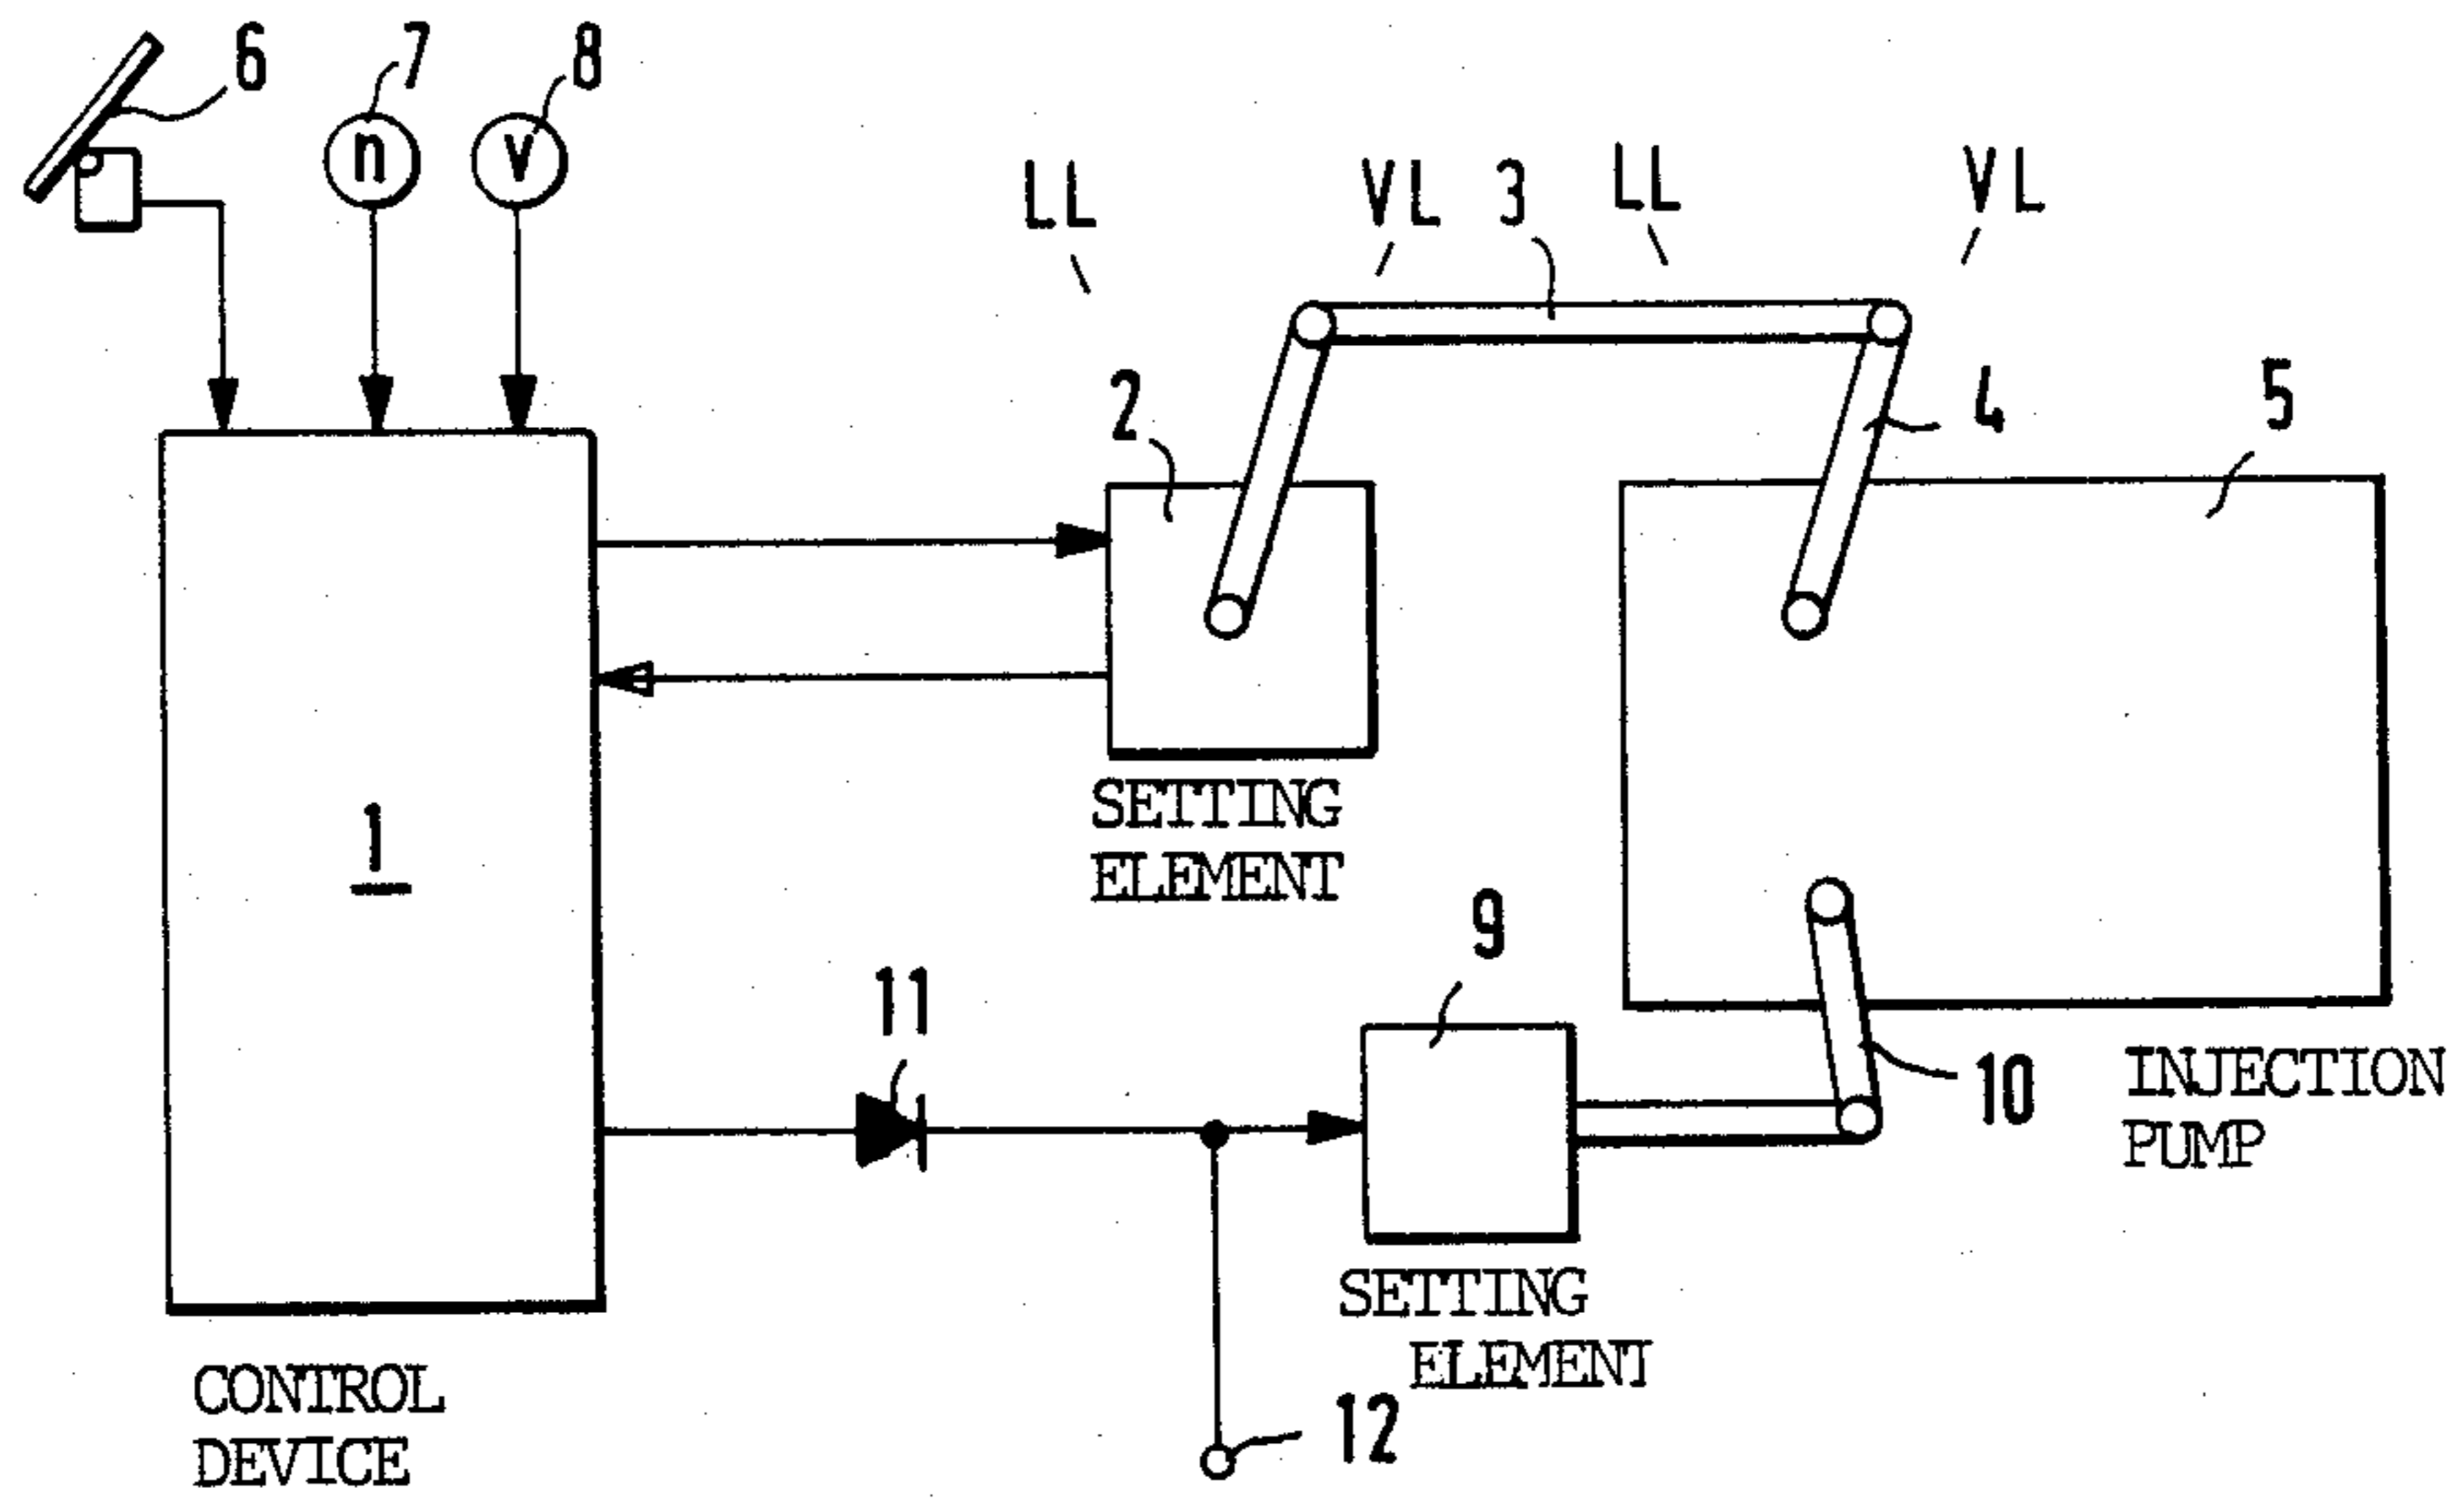 6
7
8
n
v
LL
VL
3
LL
VL
2
4
5
1
SETTING
ELEMENT
9
11
10
INJECTION
PUMP
SETTING
ELEMENT
12
CONTROL
DEVICE